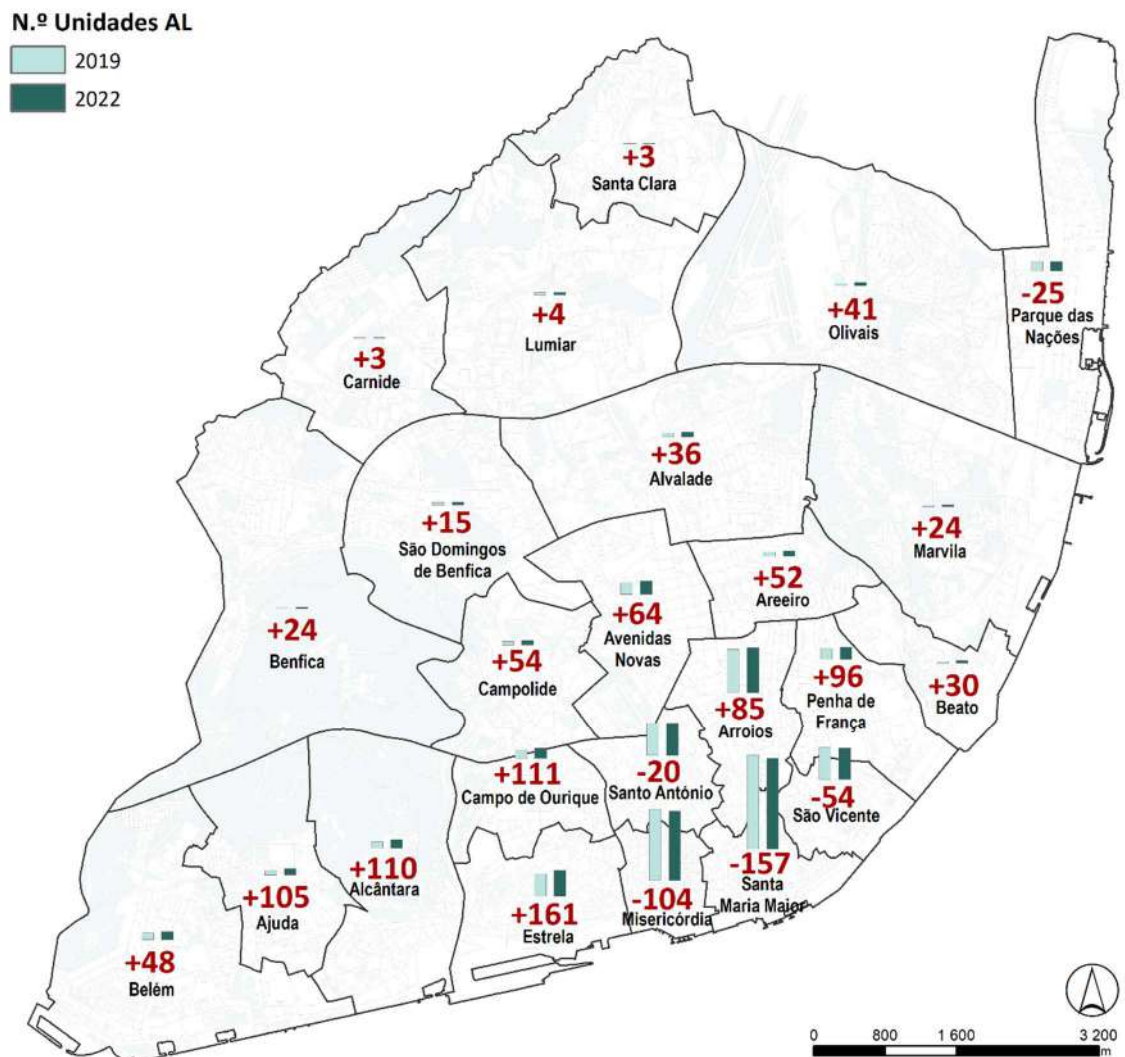 N.º Unidades AL
2019
2022
+3
Santa Clara
+4
Lumiar
+41
Olivais
-25
Parque das
Nações
+3
Carnide
+36
Alvalade
+15
São Domingos
de Benfica
+24
Marvila
+52
Areeiro
+24
Benfica
+64
Avenidas
Novas
+54
Campolide
+85
Arroios
+96
Penha de
França
+30
Beato
+111
Campo de Ourique
-20
Santo António
-54
São Vicente
+110
Alcântara
+105
Ajuda
+161
Estrela
-104
Misericórdia
-157
Santa
Maria Maior
+48
Belém
0 800 1 600 3 200
m